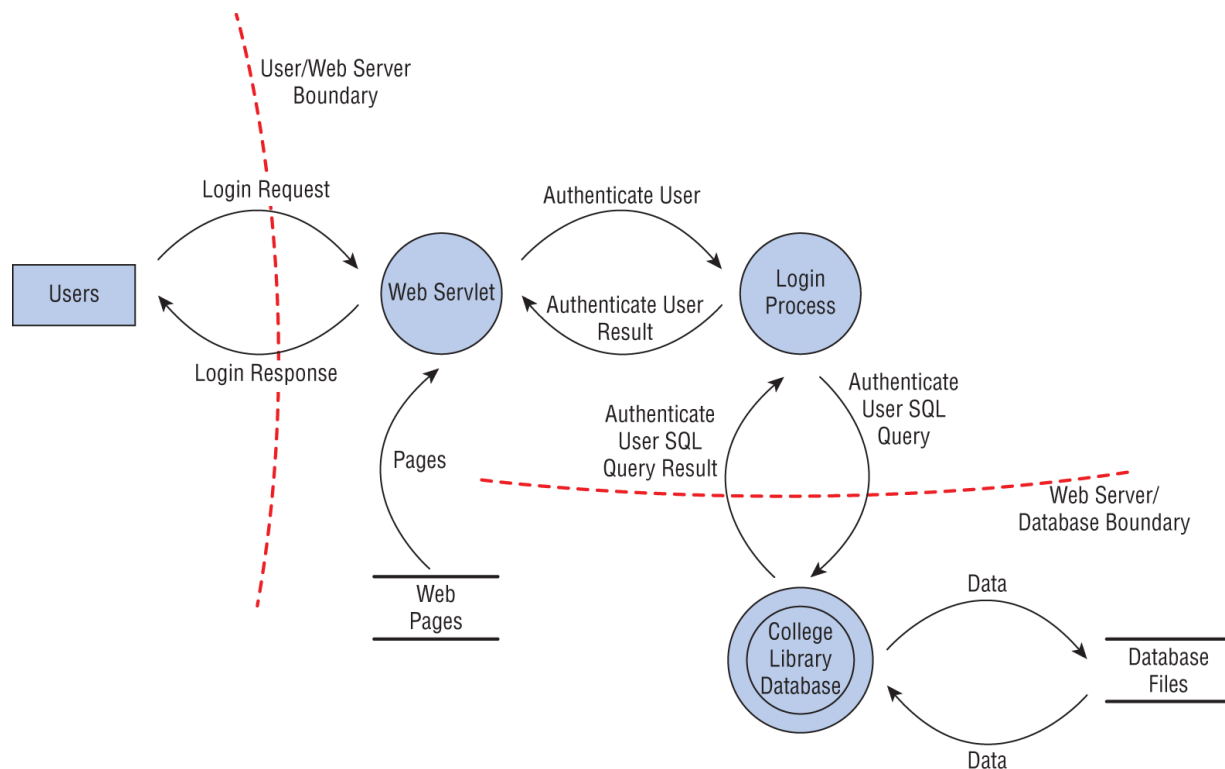 User/Web Server
Boundary
Login Request
Authenticate User
Users
Web Servlet
Login
Process
Authenticate User
Result
Login Response
Authenticate
User SQL
Query
Authenticate
User SQL
Query Result
Pages
Web Server/
Database Boundary
Web
Pages
Data
College
Library
Database
Database
Files
Data